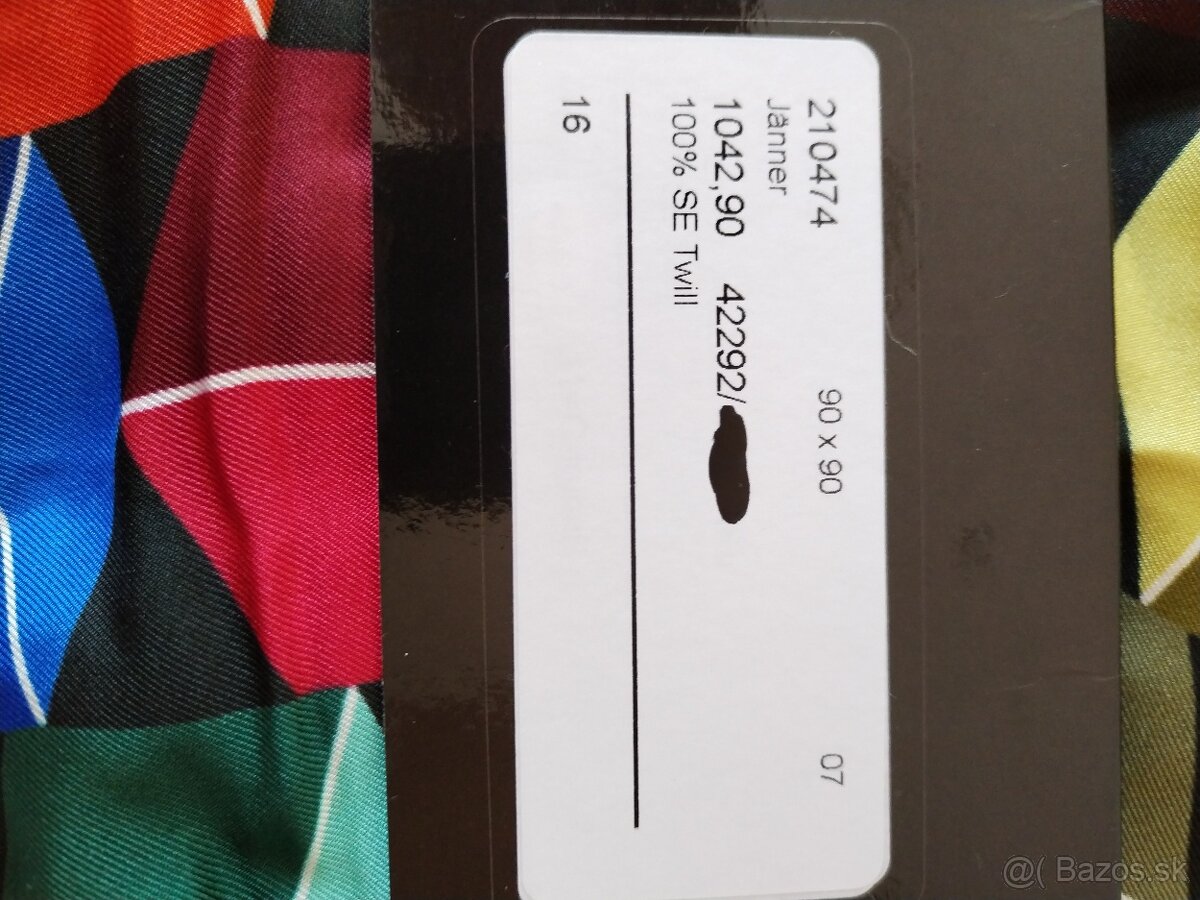 210474 90 x 90 07
Jänner
1042,90 42292/
100% SE Twill
16
@( Bazos.sk